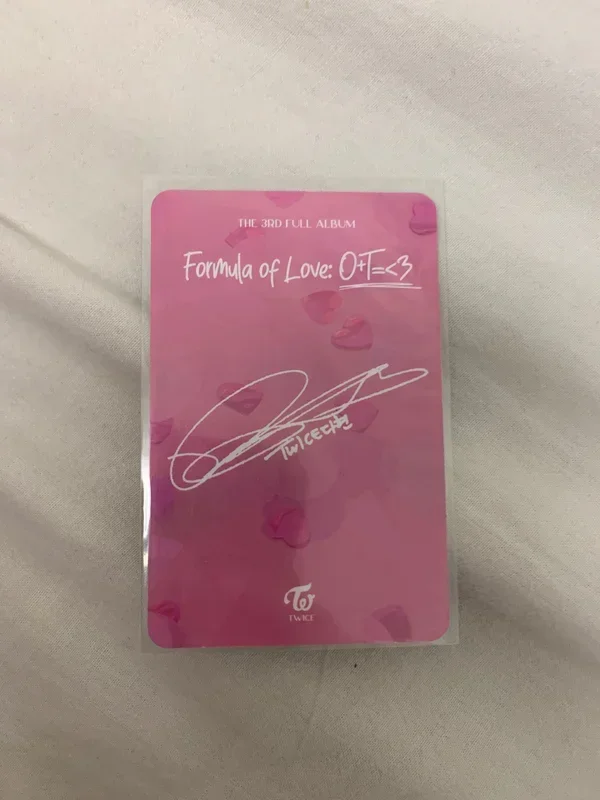 THE 3RD FULL ALBUM
Formula of Love: O+T=<3
TWICE다현
TWICE